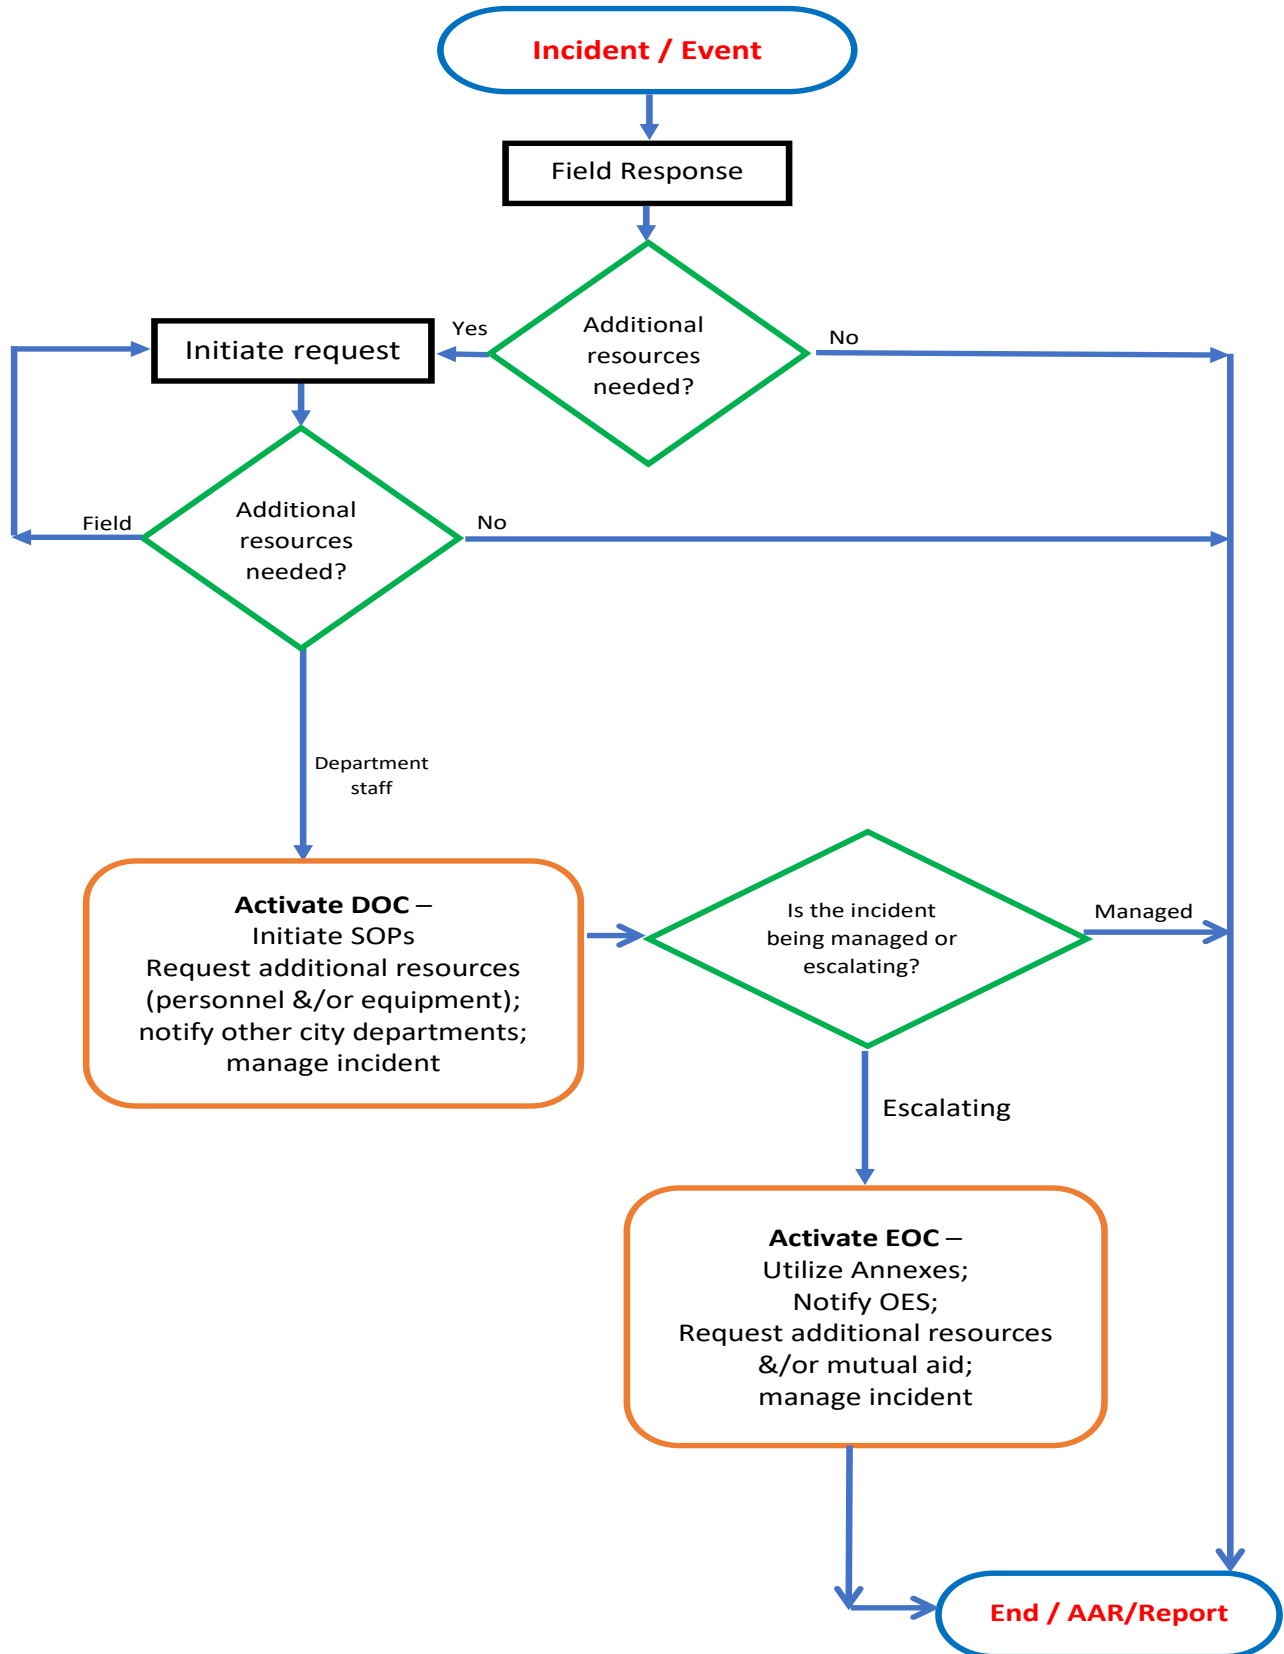 Incident / Event
Field Response
Additional
resources
needed?
Yes
No
Initiate request
Additional
resources
needed?
Field
No
Department
staff
Activate DOC –
Initiate SOPs
Request additional resources
(personnel &/or equipment);
notify other city departments;
manage incident
Is the incident
being managed or
escalating?
Managed
Escalating
Activate EOC –
Utilize Annexes;
Notify OES;
Request additional resources
&/or mutual aid;
manage incident
End / AAR/Report